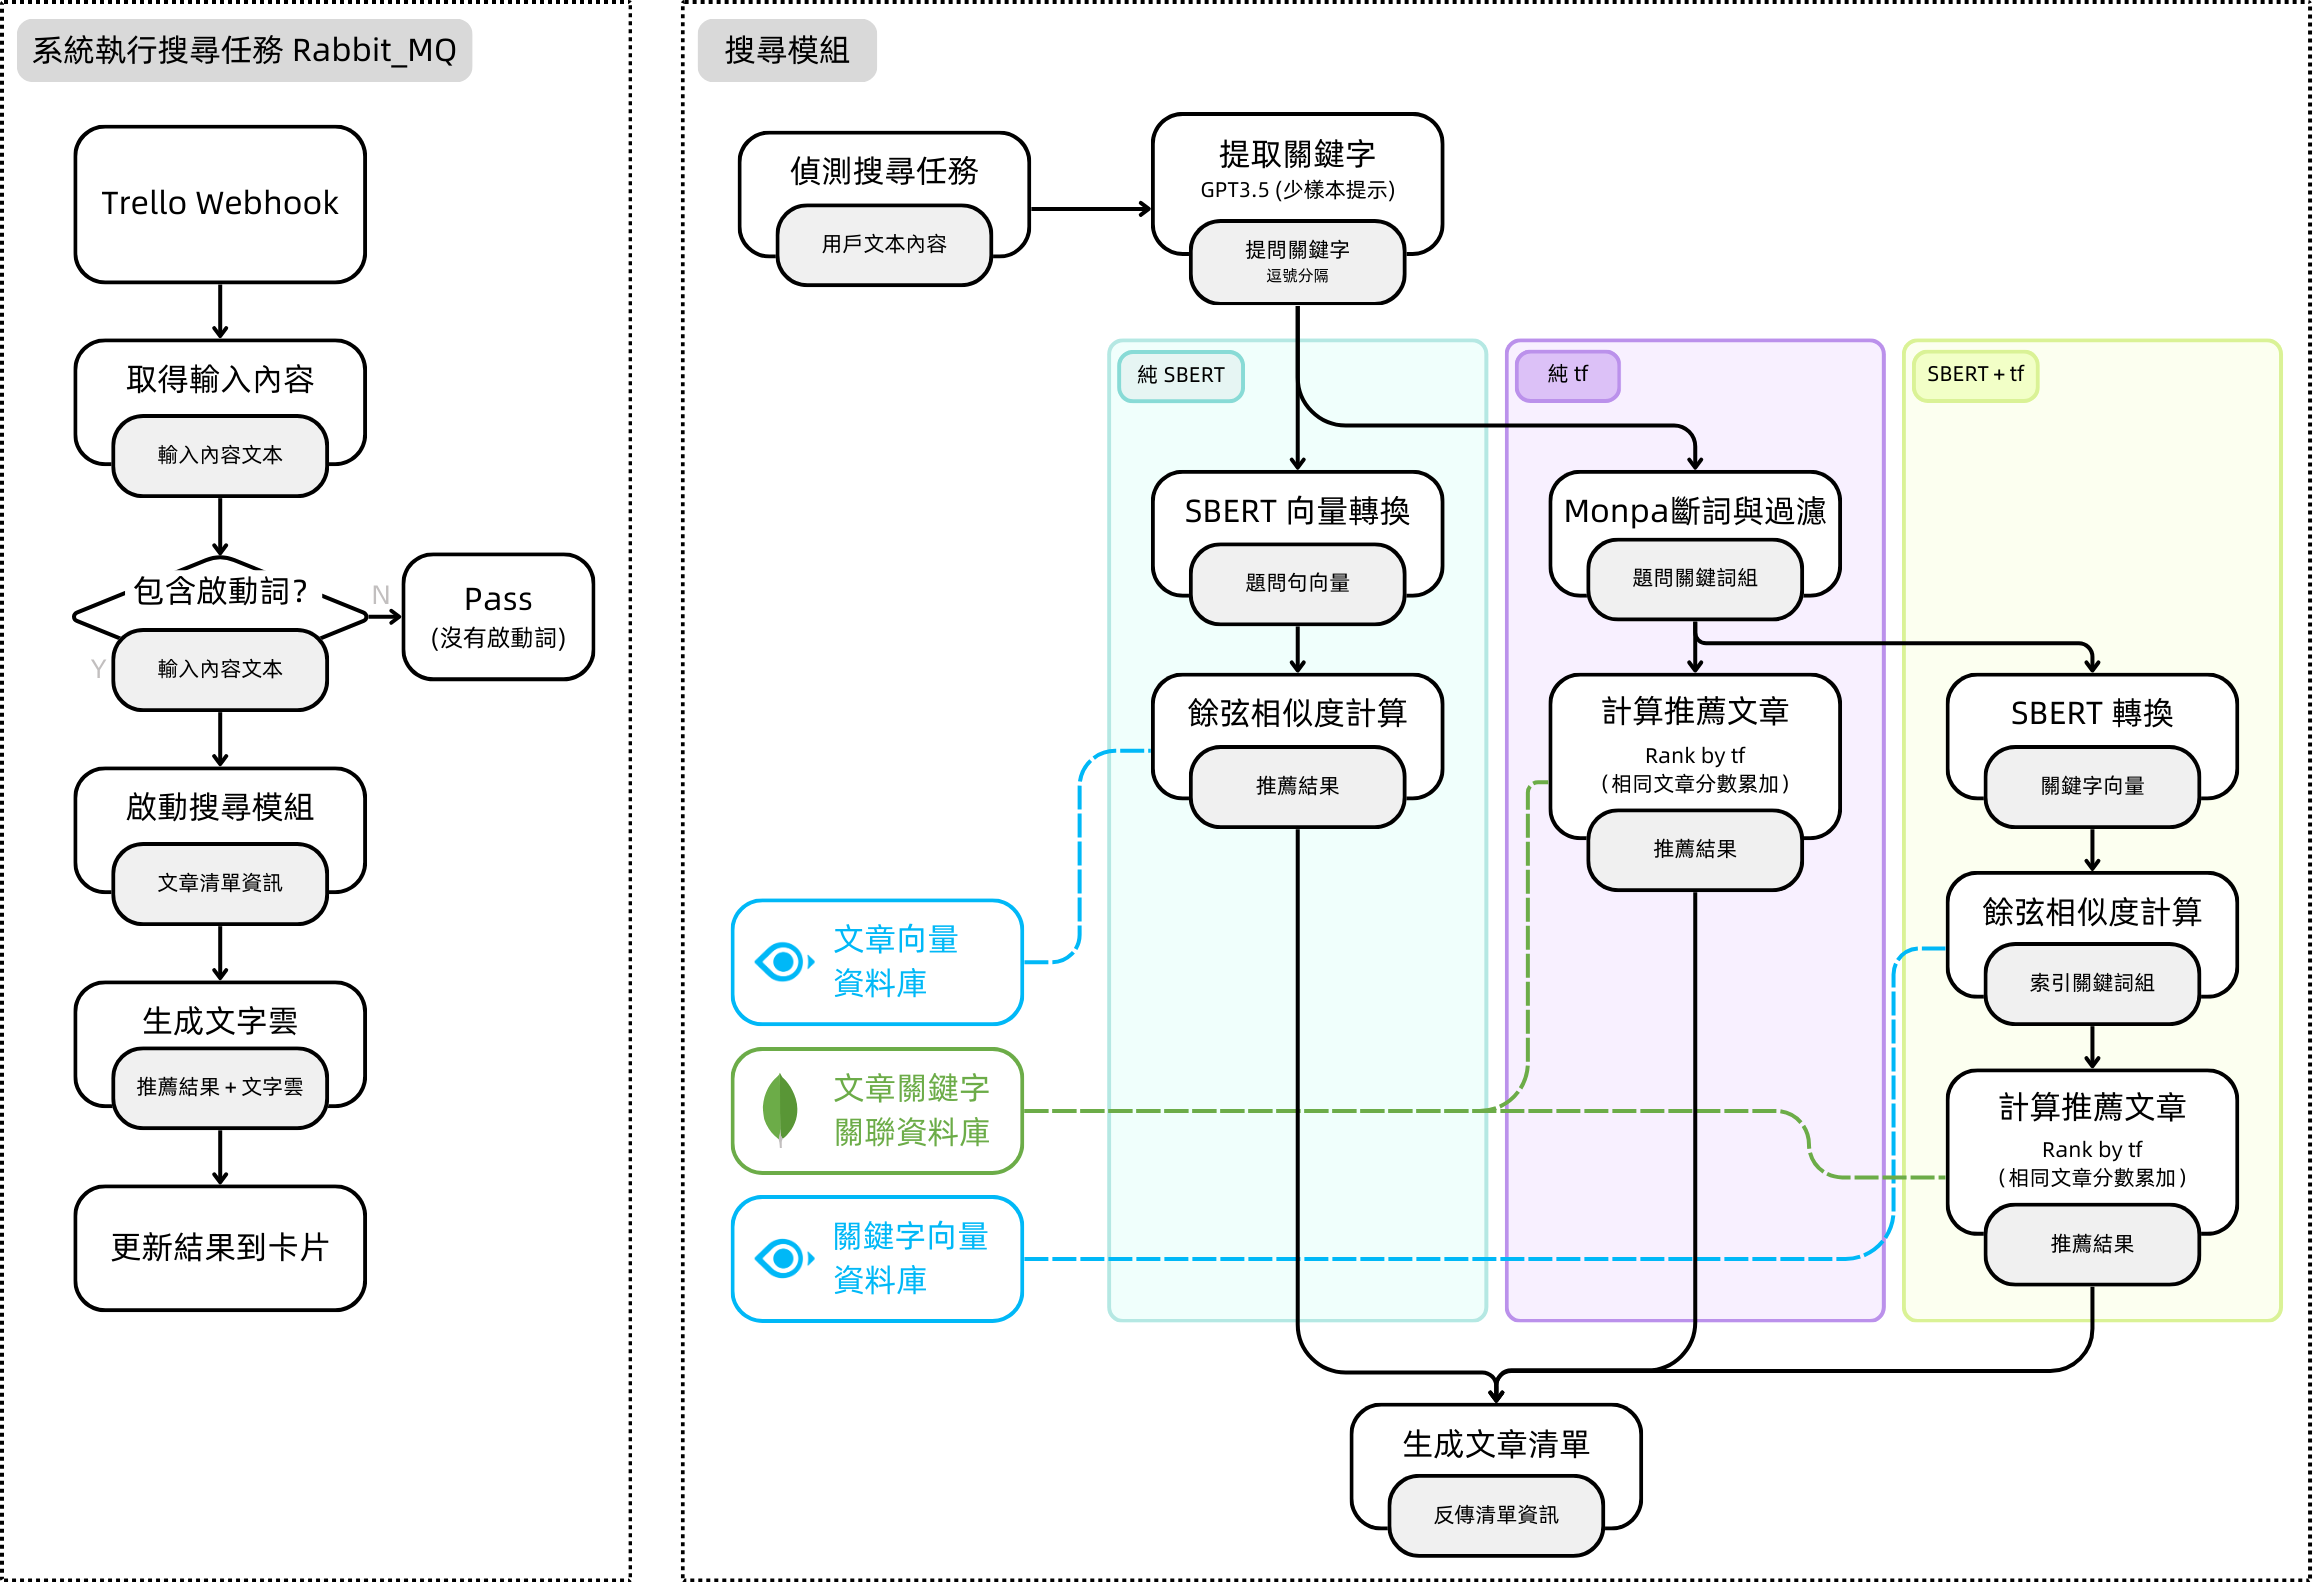 系統執行搜尋任務 Rabbit_MQ
Trello Webhook
取得輸入內容
輸入內容文本
包含啟動詞?
N
Pass
(沒有啟動詞)
Y
輸入內容文本
啟動搜尋模組
文章清單資訊
生成文字雲
推薦結果 + 文字雲
更新結果到卡片
搜尋模組
偵測搜尋任務
用戶文本內容
提取關鍵字
GPT3.5 (少樣本提示)
提問關鍵字
逗號分隔
純 SBERT
SBERT 向量轉換
題問句向量
餘弦相似度計算
推薦結果
純 tf
Monpa斷詞與過濾
題問關鍵詞組
計算推薦文章
Rank by tf
(相同文章分數累加)
推薦結果
SBERT + tf
SBERT 轉換
關鍵字向量
餘弦相似度計算
索引關鍵詞組
計算推薦文章
Rank by tf
(相同文章分數累加)
推薦結果
文章向量
資料庫
文章關鍵字
關聯資料庫
關鍵字向量
資料庫
生成文章清單
反傳清單資訊